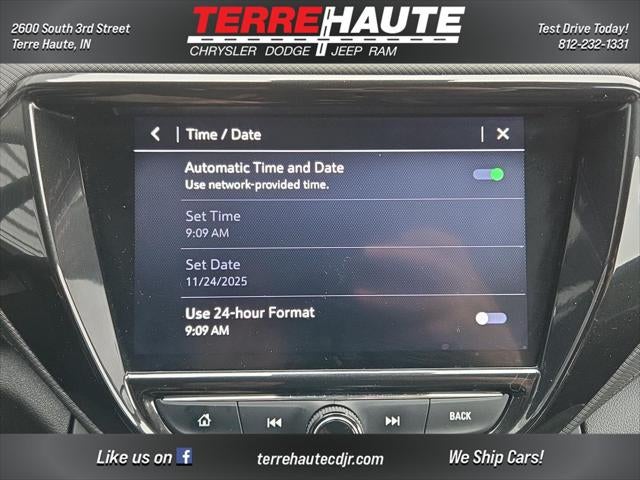 2600 South 3rd Street
Terre Haute, IN
TERRE HAUTE
CHRYSLER DODGE JEEP RAM
Test Drive Today!
812-232-1331
Time / Date
Automatic Time and Date
Use network-provided time.
Set Time
9:09 AM
Set Date
11/24/2025
Use 24-hour Format
9:09 AM
BACK
Like us on f
terrehautecdjr.com
We Ship Cars!